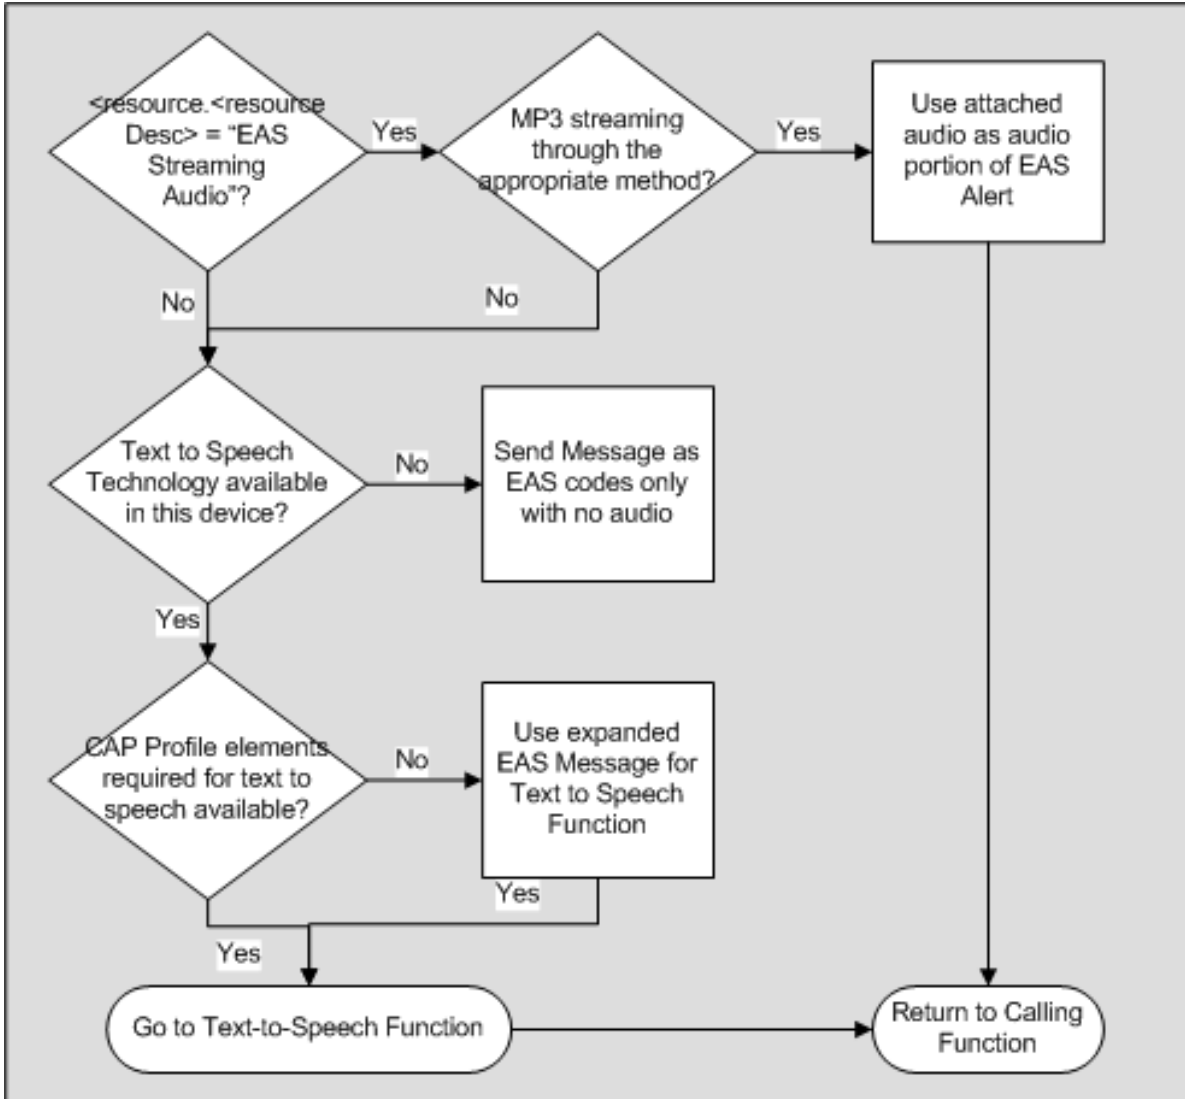 <resource.<resource
Desc> = “EAS
Streaming
Audio”?
Yes
MP3 streaming
through the
appropriate method?
Yes
Use attached
audio as audio
portion of EAS
Alert
No
No
Text to Speech
Technology available
in this device?
No
Send Message as
EAS codes only
with no audio
Yes
CAP Profile elements
required for text to
speech available?
No
Use expanded
EAS Message for
Text to Speech
Function
Yes
Yes
Go to Text-to-Speech Function
Return to Calling
Function